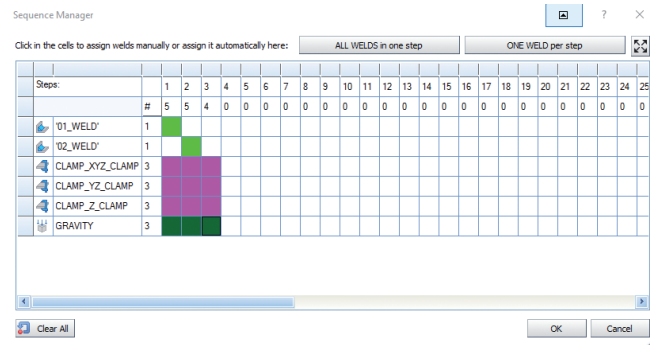 Sequence Manager ?
Click in the cells to assign welds manually or assign it automatically here: ALL WELDS in one step ONE WELD per step
Steps: 1 2 3 4 5 6 7 8 9 10 11 12 13 14 15 16 17 18 19 20 21 22 23 24 25
# 5 5 4 0 0 0 0 0 0 0 0 0 0 0 0 0 0 0 0 0 0 0 0 0 0
'01_WELD' 1
'02_WELD' 1
CLAMP_XYZ_CLAMP 3
CLAMP_YZ_CLAMP 3
CLAMP_Z_CLAMP 3
GRAVITY 3
Clear All OK Cancel